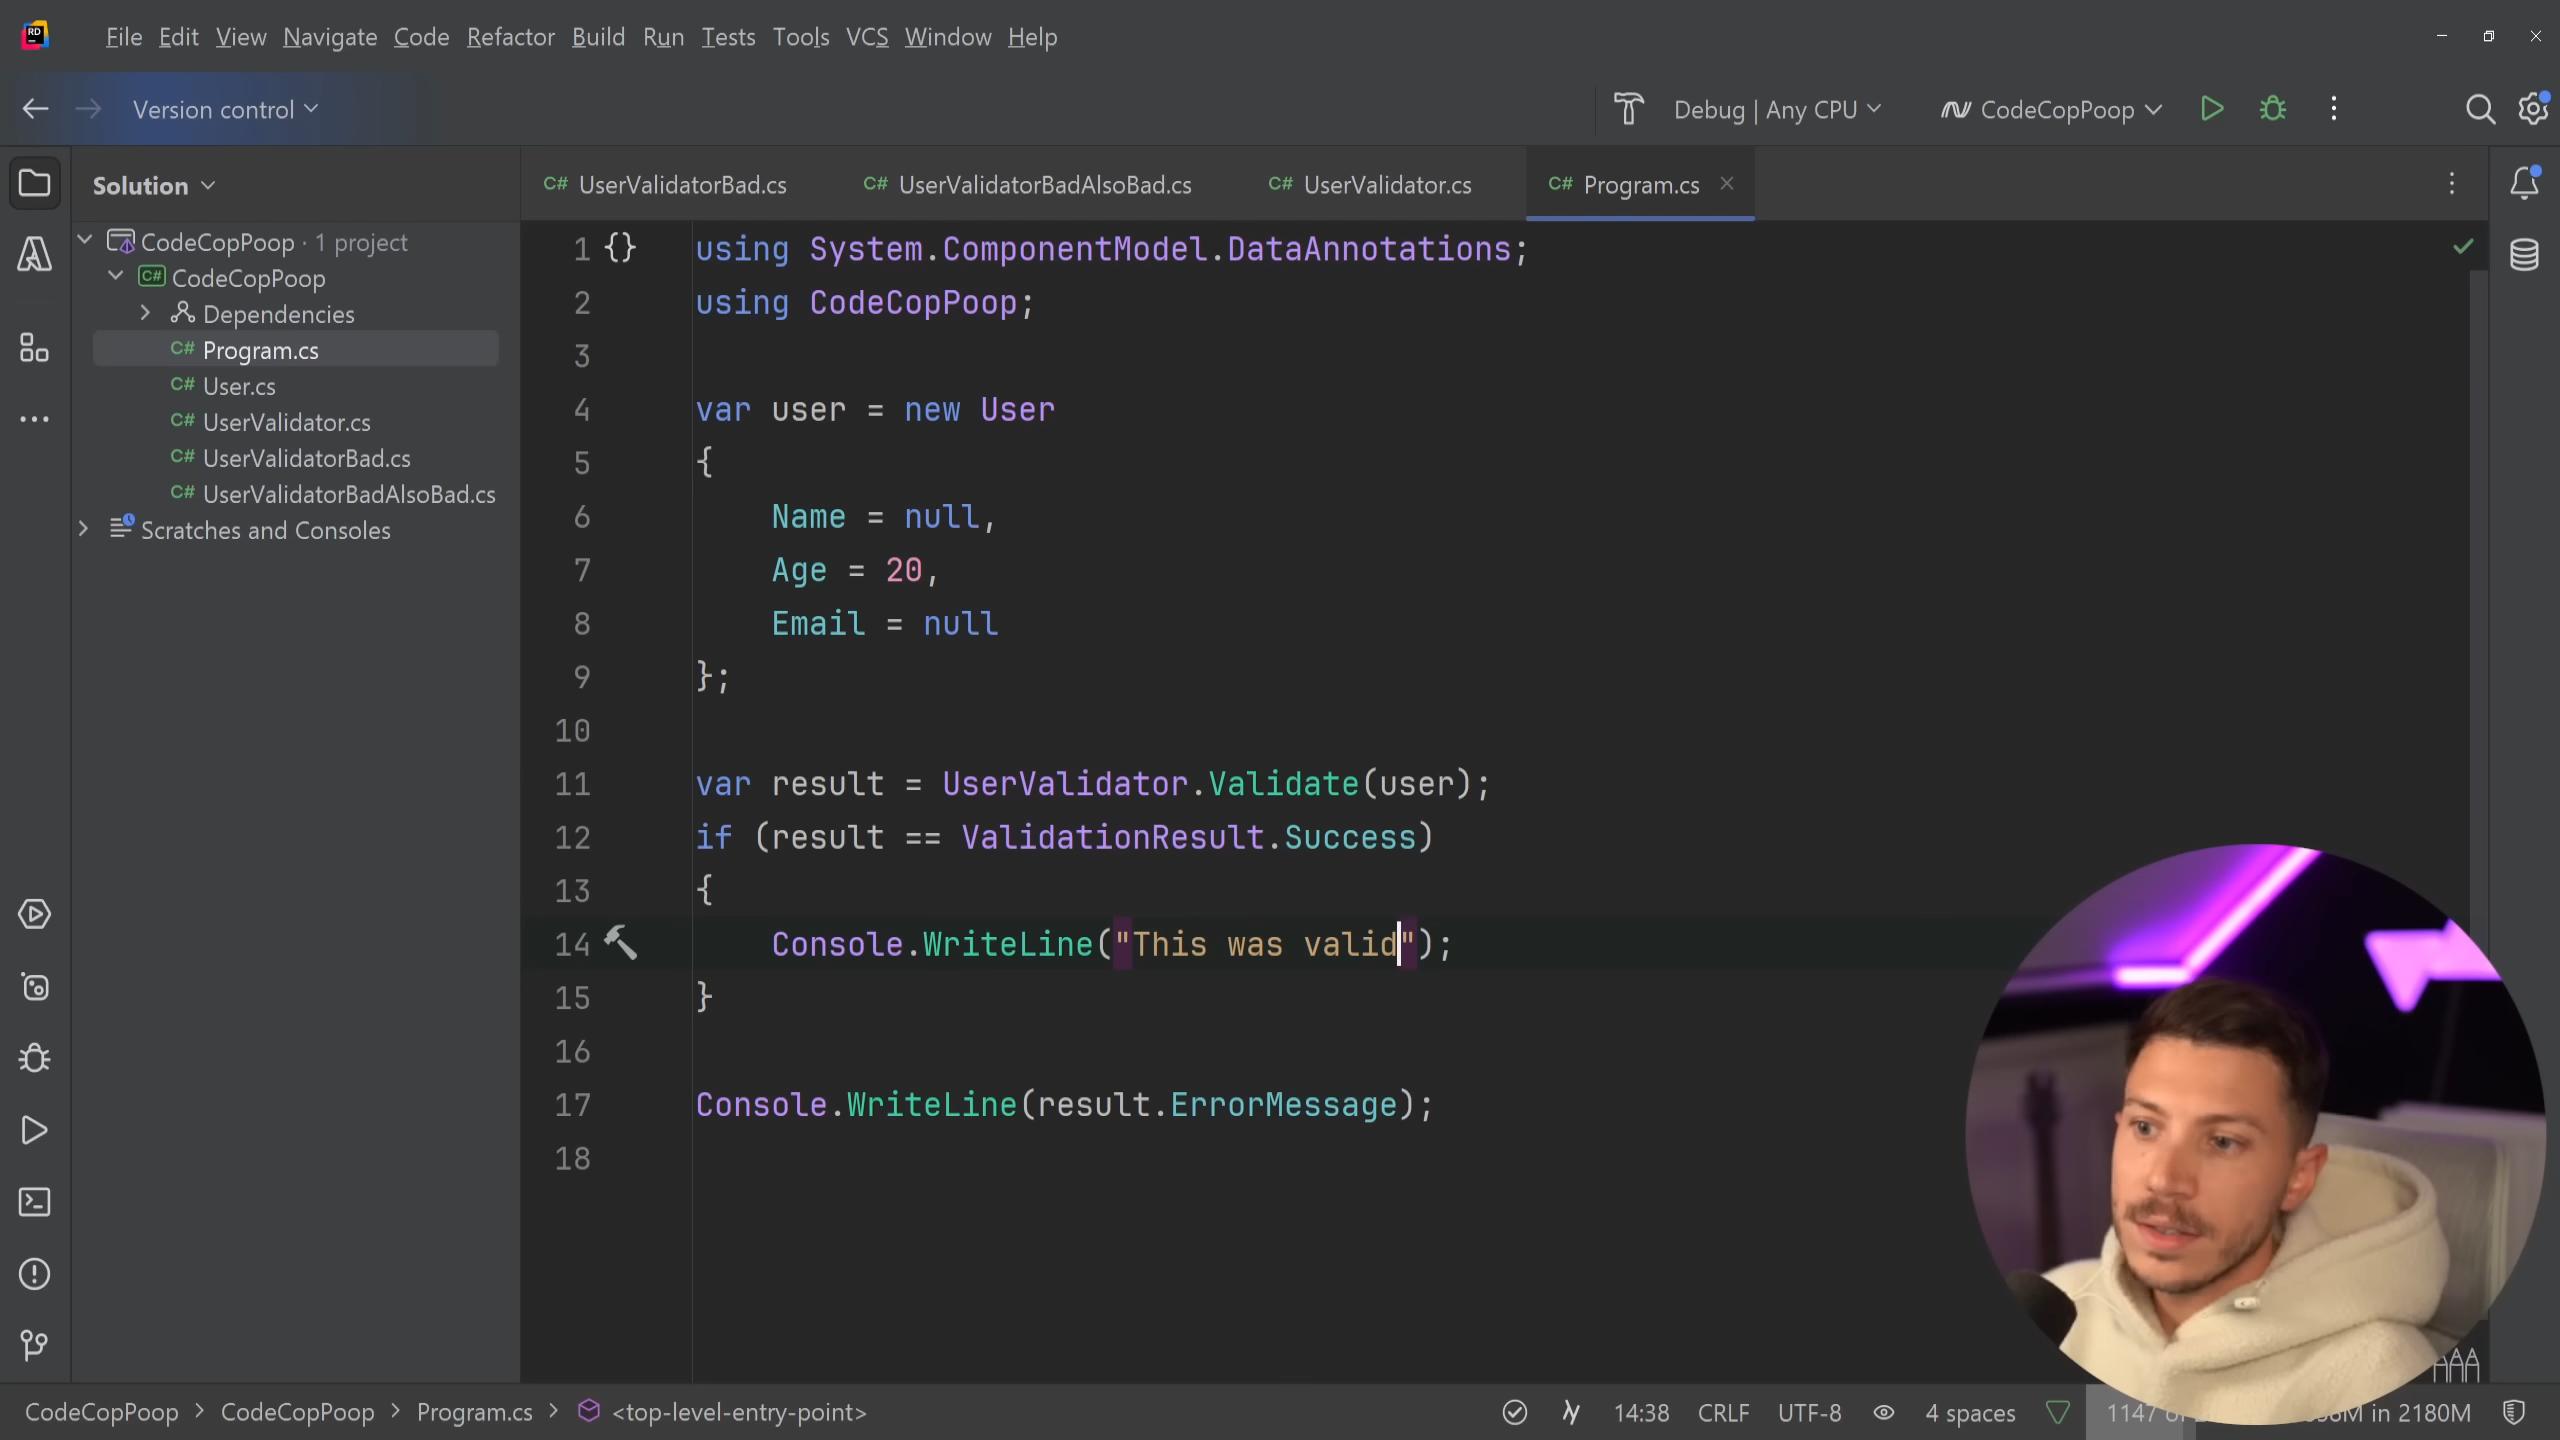 RD
File Edit View Navigate Code Refactor Build Run Tests Tools VCS Window Help
Version control
Debug | Any CPU
CodeCopPoop
Solution
C# UserValidatorBad.cs
C# UserValidatorBadAlsoBad.cs
C# UserValidator.cs
C# Program.cs
CodeCopPoop · 1 project
C# CodeCopPoop
Dependencies
C# Program.cs
C# User.cs
C# UserValidator.cs
C# UserValidatorBad.cs
C# UserValidatorBadAlsoBad.cs
Scratches and Consoles
1 {} using System.ComponentModel.DataAnnotations;
2 using CodeCopPoop;
3
4 var user = new User
5 {
6 Name = null,
7 Age = 20,
8 Email = null
9 };
10
11 var result = UserValidator.Validate(user);
12 if (result == ValidationResult.Success)
13 {
14 Console.WriteLine("This was valid");
15 }
16
17 Console.WriteLine(result.ErrorMessage);
18
CodeCopPoop > CodeCopPoop > Program.cs > <top-level-entry-point>
14:38 CRLF UTF-8 4 spaces 1147 in 2180M